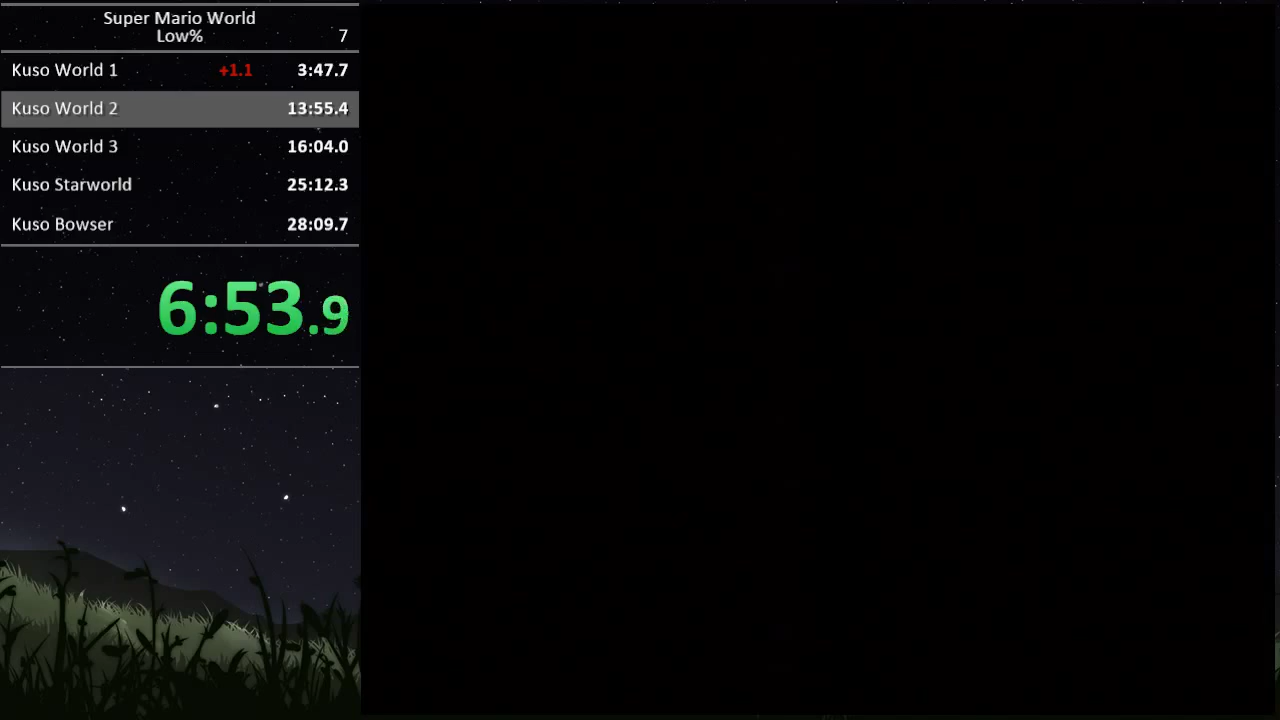 Super Mario World
Low% 7
Kuso World 1 +1.1 3:47.7
Kuso World 2 13:55.4
Kuso World 3 16:04.0
Kuso Starworld 25:12.3
Kuso Bowser 28:09.7
6:53.9